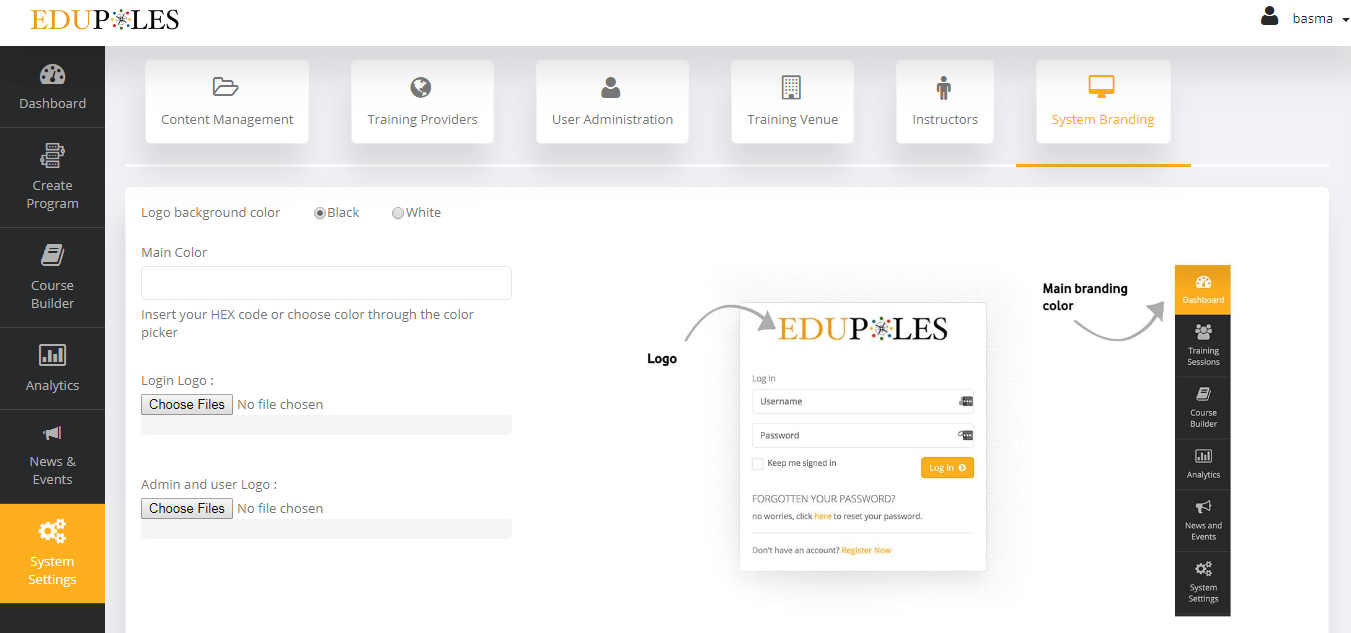 EDUPOLES
basma
Dashboard
Create
Program
Course
Builder
Analytics
News &
Events
System
Settings
Content Management
Training Providers
User Administration
Training Venue
Instructors
System Branding
Logo background color
Black
White
Main Color
Insert your HEX code or choose color through the color
picker
Login Logo :
Choose Files No file chosen
Admin and user Logo :
Choose Files No file chosen
Logo
EDUPOLES
Log In
Username
Password
Keep me signed in
Log In
FORGOTTEN YOUR PASSWORD?
no worries, click here to reset your password.
Don't have an account? Register Now
Main branding
color
Dashboard
Training
Sessions
Course
Builder
Analytics
News and
Events
System
Settings